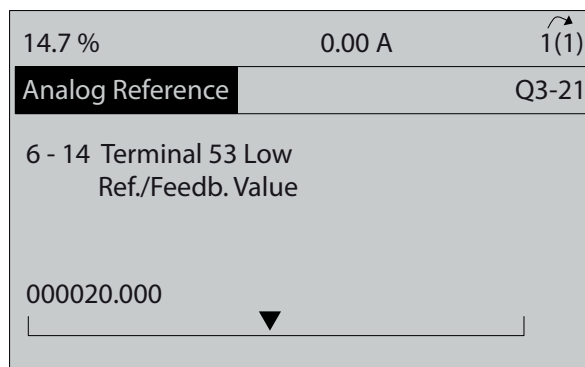 14.7 % 0.00 A 1(1)
Analog Reference Q3-21
6 - 14 Terminal 53 Low
Ref./Feedb. Value
000020.000